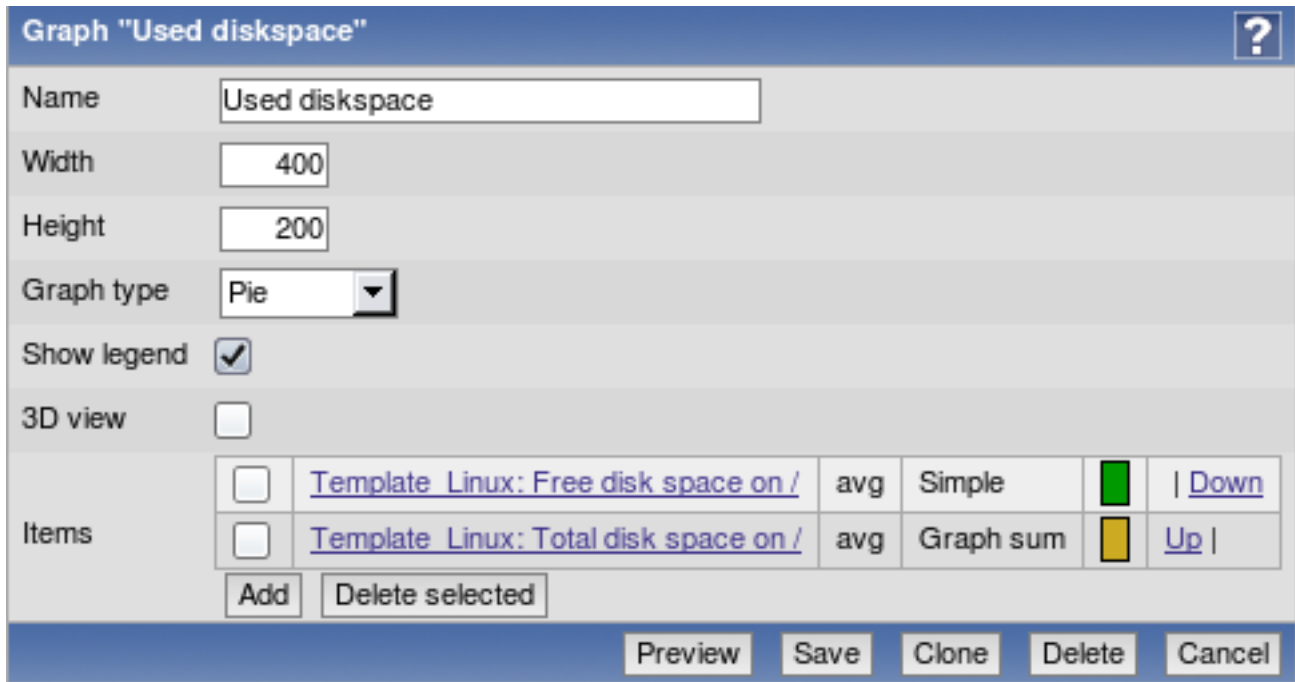 Graph "Used diskspace" ?
Name Used diskspace
Width 400
Height 200
Graph type Pie
Show legend
3D view
Items
Template_Linux: Free disk space on / avg Simple | Down
Template_Linux: Total disk space on / avg Graph sum Up |
Add Delete selected
Preview Save Clone Delete Cancel